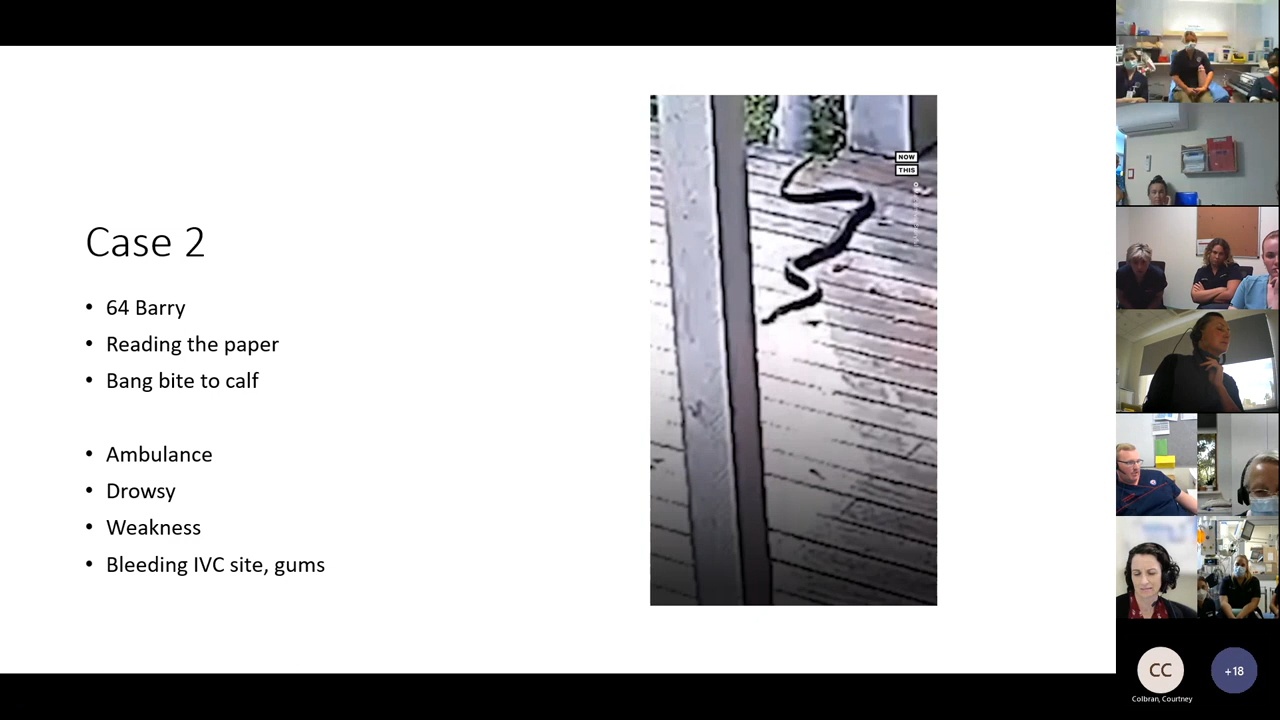 Case 2
• 64 Barry
• Reading the paper
• Bang bite to calf
• Ambulance
• Drowsy
• Weakness
• Bleeding IVC site, gums
NOW
THIS
CC
+18
Colbran, Courtney